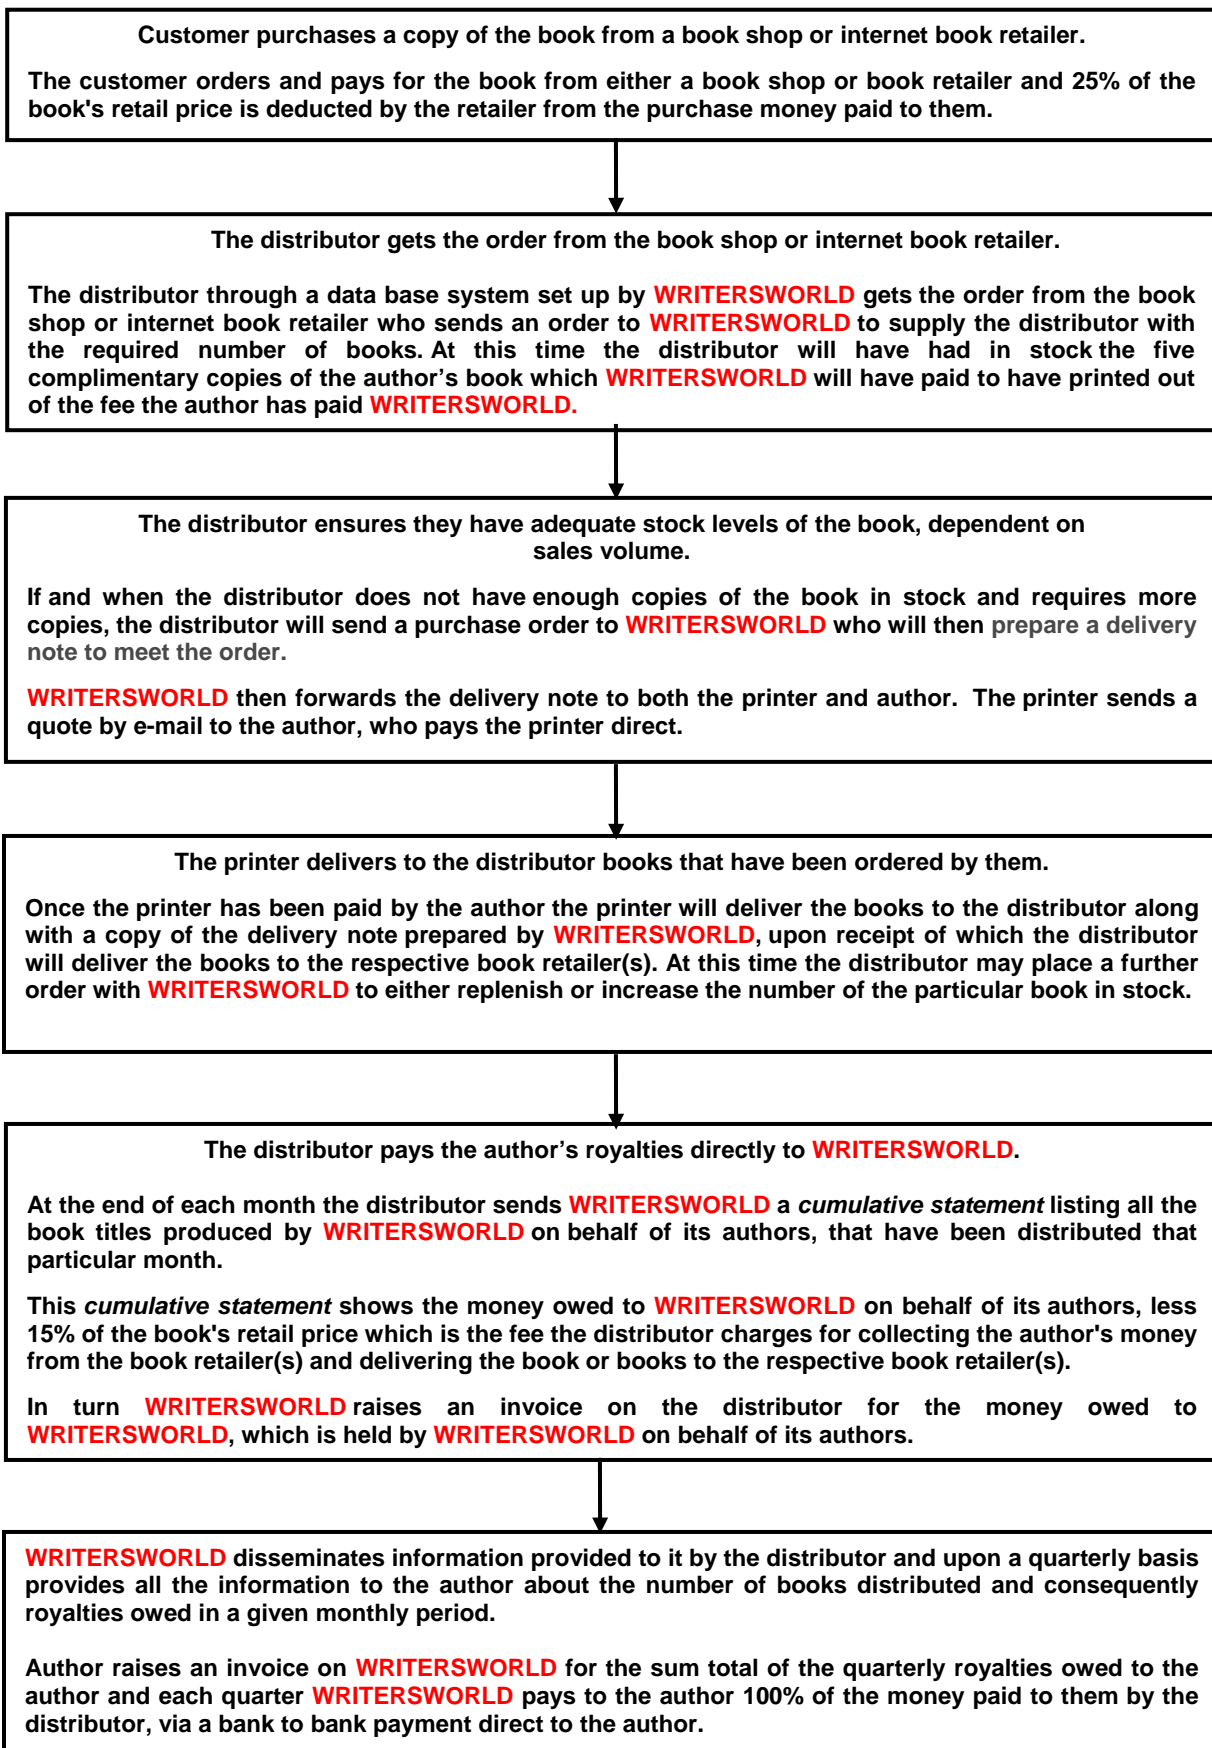 Customer purchases a copy of the book from a book shop or internet book retailer.
The customer orders and pays for the book from either a book shop or book retailer and 25% of the
book's retail price is deducted by the retailer from the purchase money paid to them.
The distributor gets the order from the book shop or internet book retailer.
The distributor through a data base system set up by WRITERSWORLD gets the order from the book
shop or internet book retailer who sends an order to WRITERSWORLD to supply the distributor with
the required number of books. At this time the distributor will have had in stock the five
complimentary copies of the author’s book which WRITERSWORLD will have paid to have printed out
of the fee the author has paid WRITERSWORLD.
The distributor ensures they have adequate stock levels of the book, dependent on
sales volume.
If and when the distributor does not have enough copies of the book in stock and requires more
copies, the distributor will send a purchase order to WRITERSWORLD who will then prepare a delivery
note to meet the order.
WRITERSWORLD then forwards the delivery note to both the printer and author. The printer sends a
quote by e-mail to the author, who pays the printer direct.
The printer delivers to the distributor books that have been ordered by them.
Once the printer has been paid by the author the printer will deliver the books to the distributor along
with a copy of the delivery note prepared by WRITERSWORLD, upon receipt of which the distributor
will deliver the books to the respective book retailer(s). At this time the distributor may place a further
order with WRITERSWORLD to either replenish or increase the number of the particular book in stock.
The distributor pays the author’s royalties directly to WRITERSWORLD.
At the end of each month the distributor sends WRITERSWORLD a cumulative statement listing all the
book titles produced by WRITERSWORLD on behalf of its authors, that have been distributed that
particular month.
This cumulative statement shows the money owed to WRITERSWORLD on behalf of its authors, less
15% of the book's retail price which is the fee the distributor charges for collecting the author's money
from the book retailer(s) and delivering the book or books to the respective book retailer(s).
In turn WRITERSWORLD raises an invoice on the distributor for the money owed to
WRITERSWORLD, which is held by WRITERSWORLD on behalf of its authors.
WRITERSWORLD disseminates information provided to it by the distributor and upon a quarterly basis
provides all the information to the author about the number of books distributed and consequently
royalties owed in a given monthly period.
Author raises an invoice on WRITERSWORLD for the sum total of the quarterly royalties owed to the
author and each quarter WRITERSWORLD pays to the author 100% of the money paid to them by the
distributor, via a bank to bank payment direct to the author.